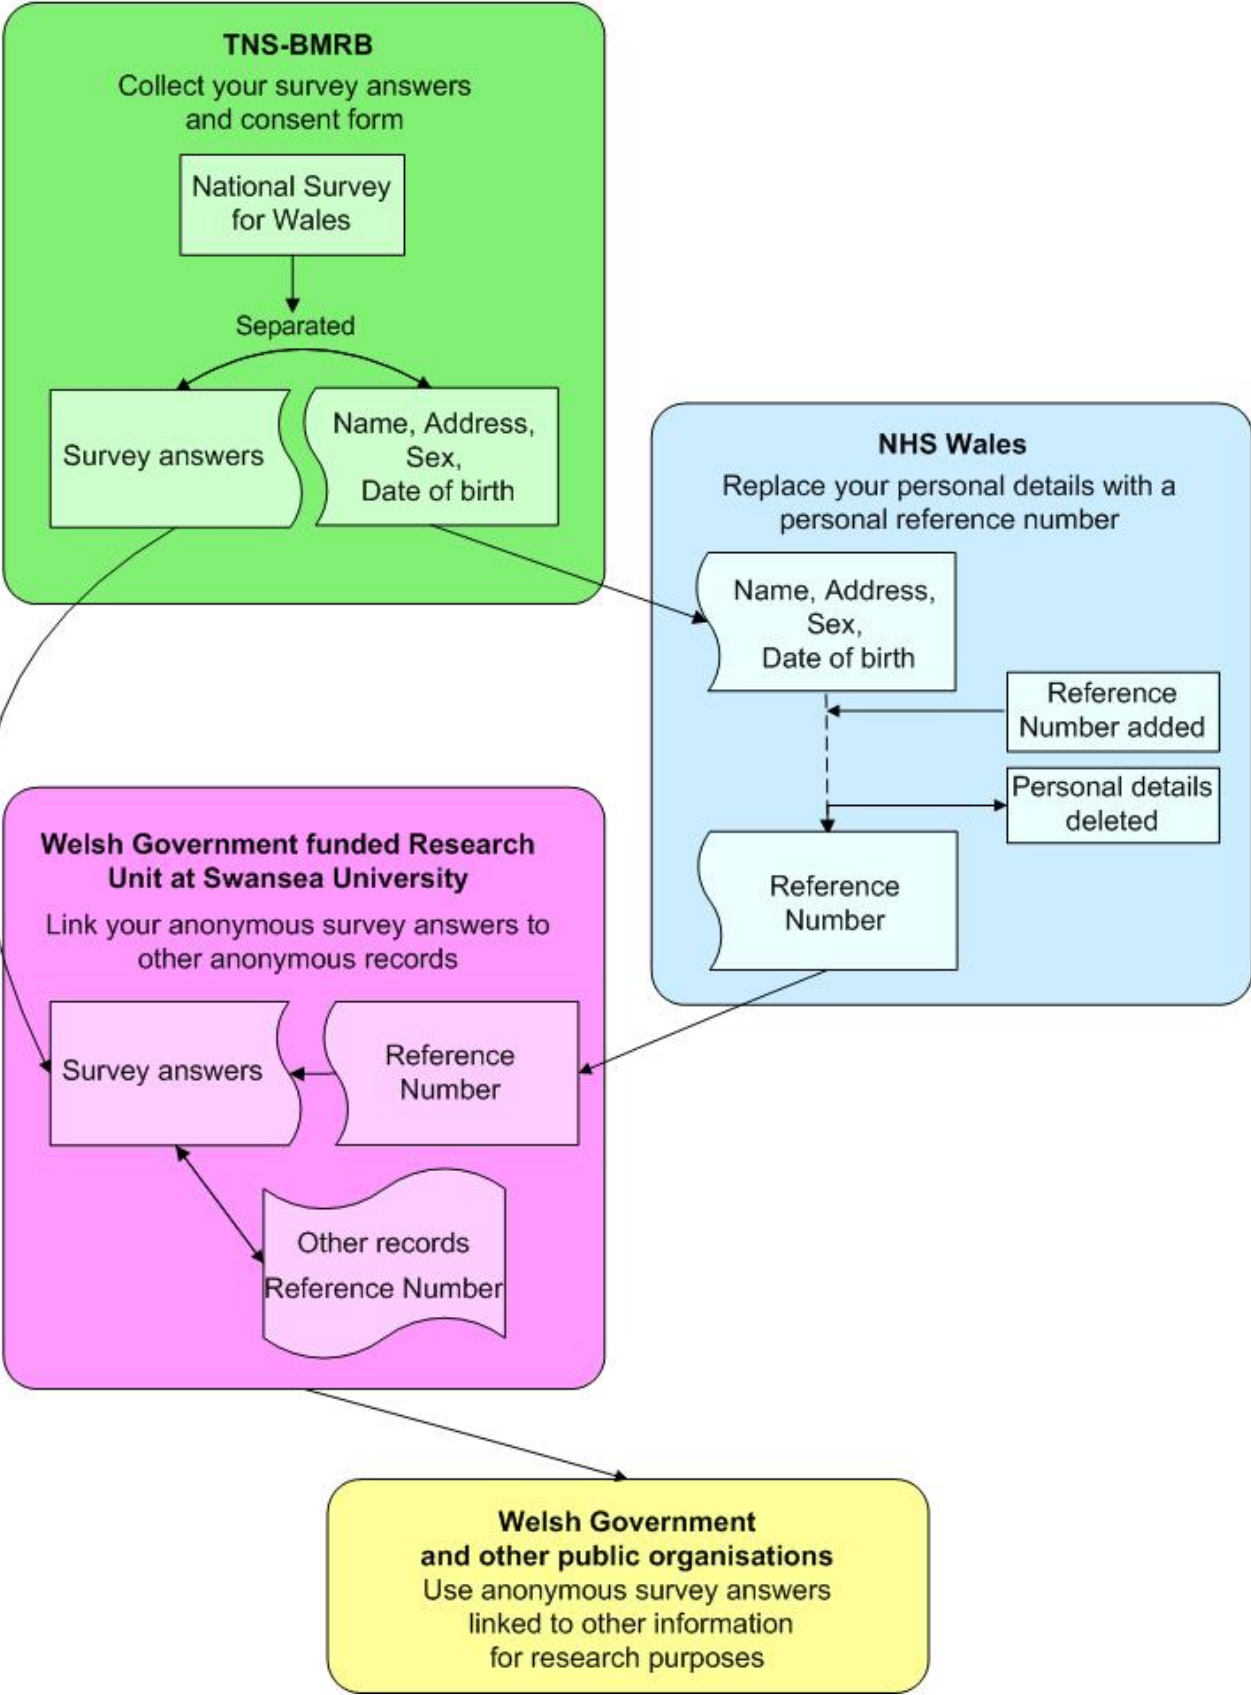 TNS-BMRB
Collect your survey answers
and consent form
National Survey
for Wales
Separated
Survey answers
Name, Address,
Sex,
Date of birth
NHS Wales
Replace your personal details with a
personal reference number
Name, Address,
Sex,
Date of birth
Reference
Number added
Personal details
deleted
Reference
Number
Welsh Government funded Research
Unit at Swansea University
Link your anonymous survey answers to
other anonymous records
Survey answers
Reference
Number
Other records
Reference Number
Welsh Government
and other public organisations
Use anonymous survey answers
linked to other information
for research purposes